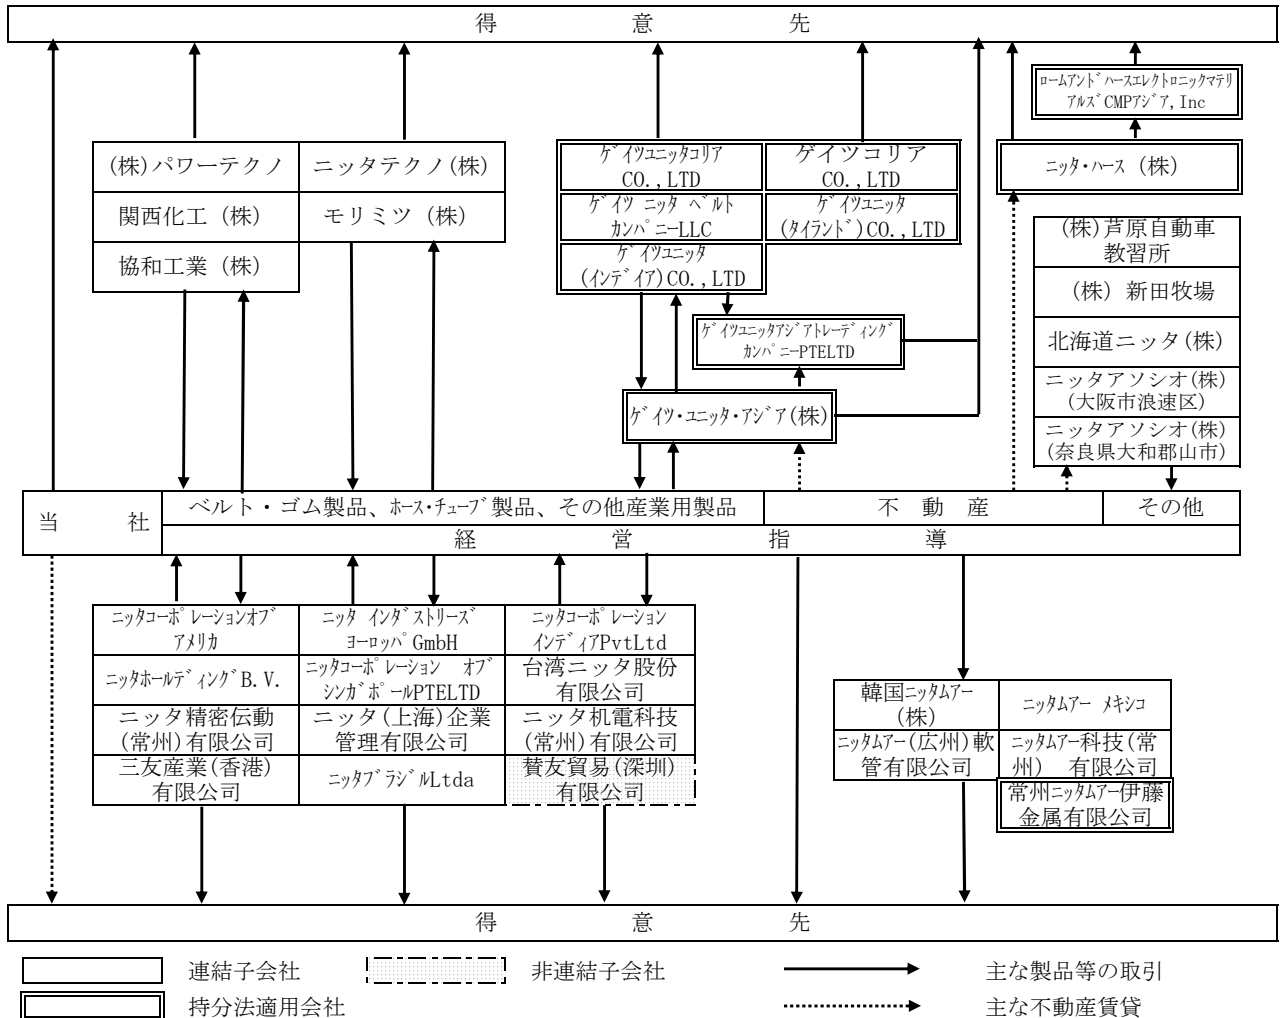 得 意 先
ロームアンドハースエレクトロニックマテリ
アルズCMPアジア,Inc
(株)パワーテクノ
関西化工（株）
協和工業（株）
ニッタテクノ(株)
モリミツ（株）
ゲイツユニッタコリア
CO.,LTD
ゲイツ ニッタ ベルト
カンパニーLLC
ゲイツユニッタ
(インデイア)CO.,LTD
ゲイツコリア
CO.,LTD
ゲイツユニッタ
(タイランド)CO.,LTD
ニッタ・ハース（株）
(株)芦原自動車
教習所
（株）新田牧場
北海道ニッタ(株)
ニッタアソシオ(株)
(大阪市浪速区)
ニッタアソシオ(株)
(奈良県大和郡山市)
ゲイツユニッタアジアトレーディング
カンパニーPTELTD
ゲイツ・ユニッタ・アジア(株)
当 社
ベルト・ゴム製品、ホース・チューブ製品、その他産業用製品
不 動 産
その他
経 営 指 導
ニッタコーポレーションオブ
アメリカ
ニッタ インダストリーズ
ヨーロッパGmbH
ニッタコーポレーション
インディアPvtLtd
ニッタホールディングB.V.
ニッタコーポレーション オブ
シンガポールPTELTD
台湾ニッタ股份
有限公司
ニッタ精密伝動
(常州)有限公司
ニッタ(上海)企業
管理有限公司
ニッタ机電科技
(常州)有限公司
三友産業(香港)
有限公司
ニッタブラジルLtda
賛友貿易(深圳)
有限公司
韓国ニッタムアー
(株)
ニッタムアー メキシコ
ニッタムアー(広州)軟
管有限公司
ニッタムアー科技(常
州) 有限公司
常州ニッタムアー伊藤
金属有限公司
得 意 先
連結子会社
非連結子会社
主な製品等の取引
持分法適用会社
主な不動産賃貸